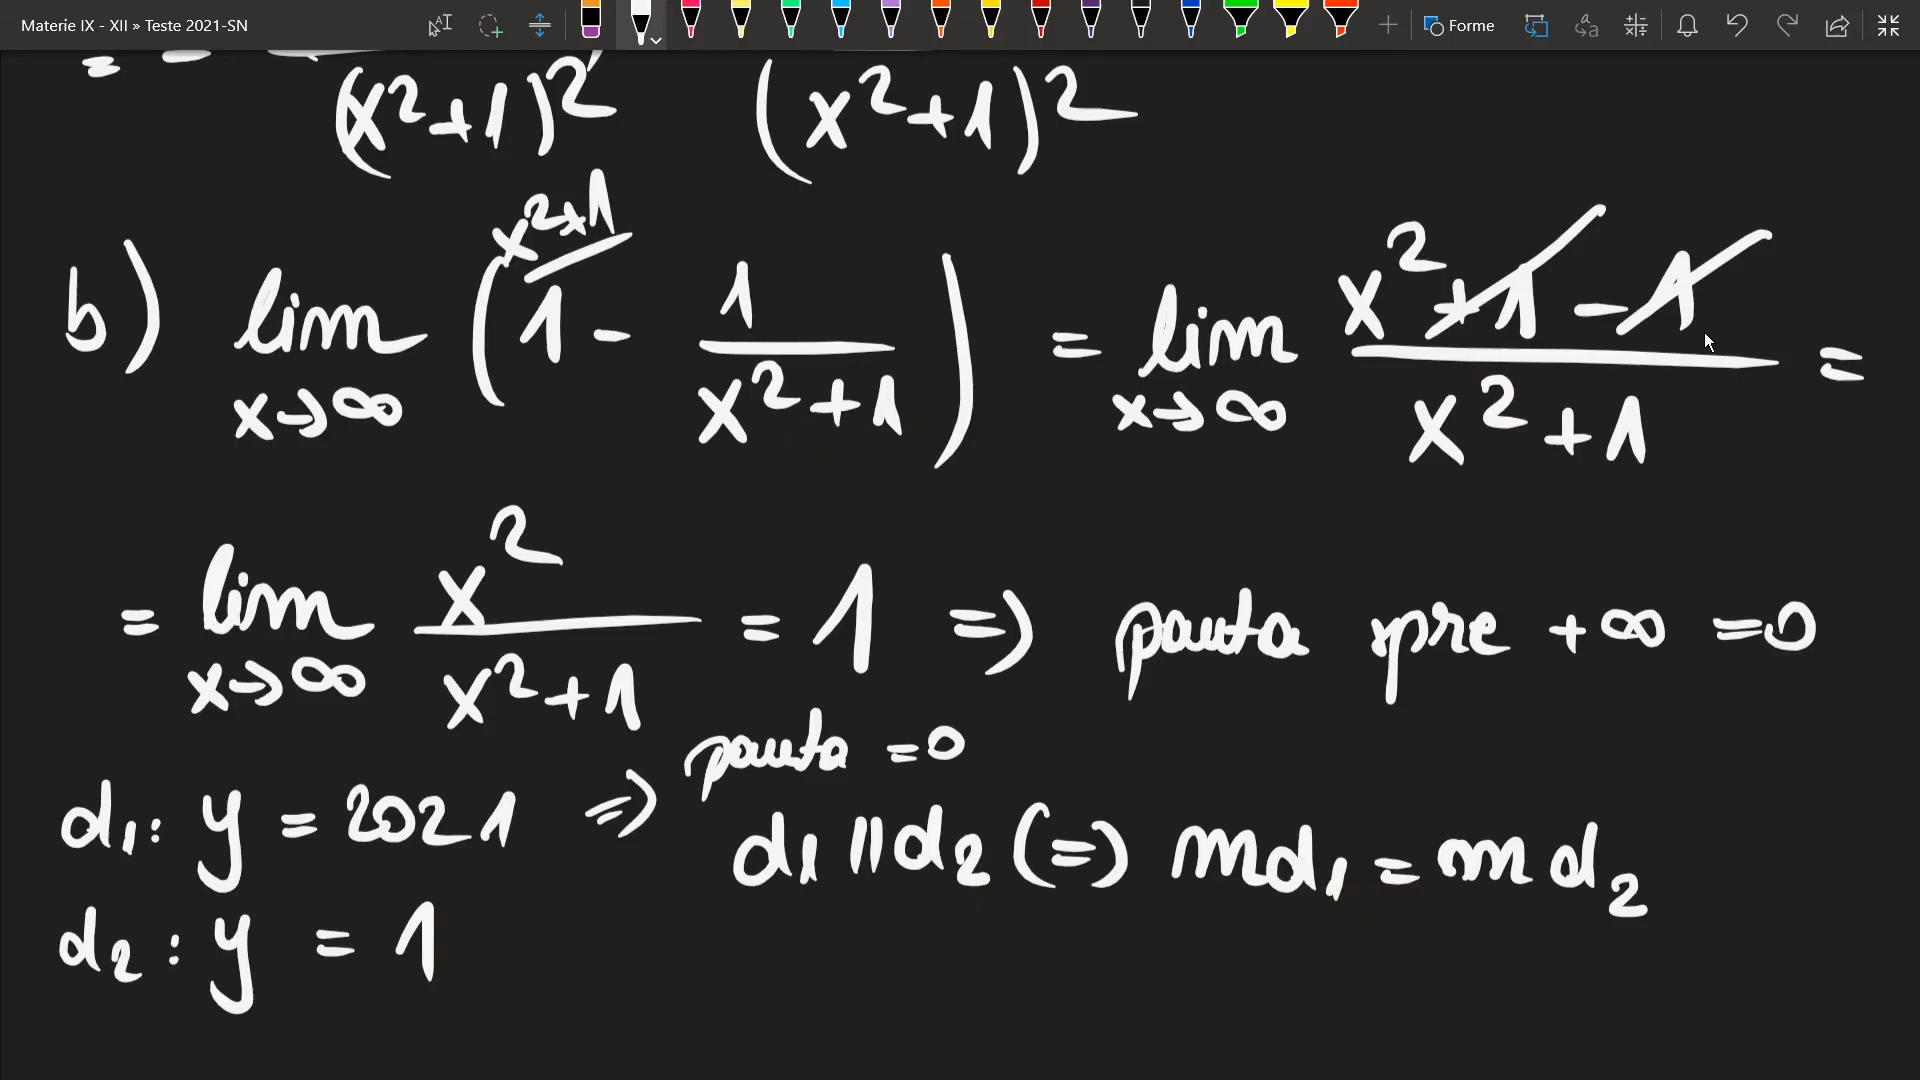 Materie IX - XII » Teste 2021-SN
Forme
(x²+1)² (x²+1)²
x²+1
b) lim x→∞ (1 - 1/(x²+1)) = lim x→∞ (x²+1-1)/(x²+1) =
= lim x→∞ x²/(x²+1) = 1 => panta spre +∞ =0
panta =0
d₁: y = 2021 =>
d₁ || d₂ (=) md₁ = md₂
d₂: y = 1